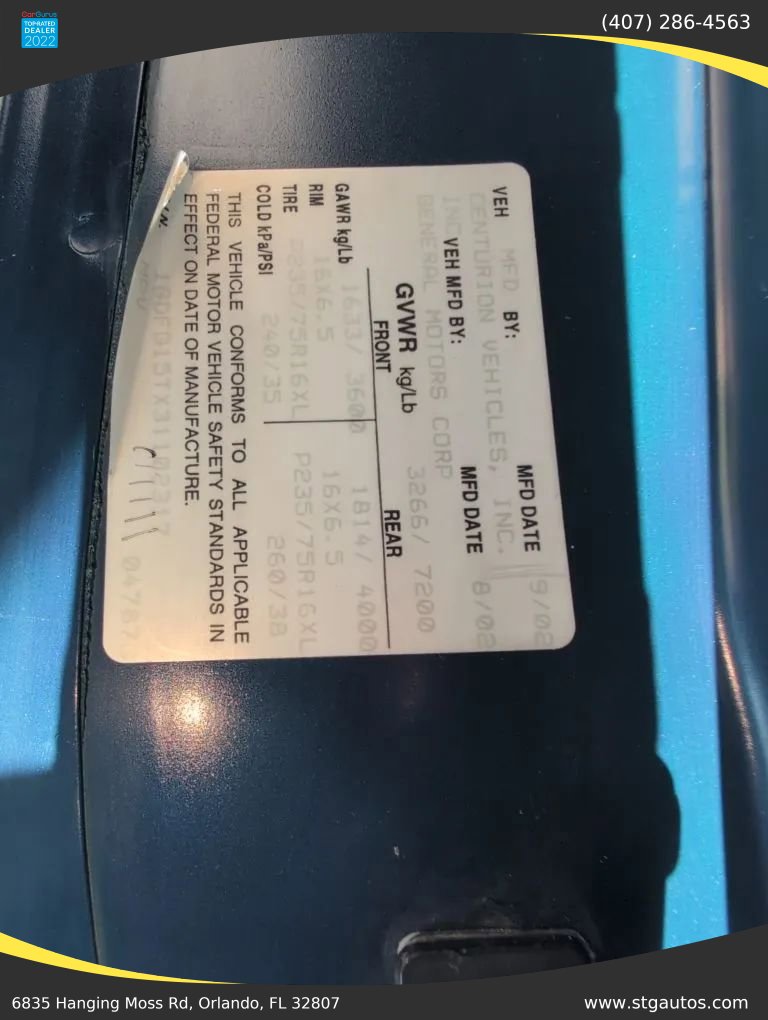 CarGurus
TOP RATED
DEALER
2022
(407) 286-4563
VEH MFD BY: MFD DATE
CENTURION VEHICLES, INC. 9/02
INC VEH MFD BY: MFD DATE
GENERAL MOTORS CORP 8/02
GVWR kg/Lb 3266/ 7200
FRONT REAR
GAWR kg/Lb 1633/ 3600 1814/ 4000
RIM 16X6.5 16X6.5
TIRE P235/75R16XL P235/75R16XL
COLD kPa/PSI 240/35 260/38
THIS VEHICLE CONFORMS TO ALL APPLICABLE
FEDERAL MOTOR VEHICLE SAFETY STANDARDS IN
EFFECT ON DATE OF MANUFACTURE.
6835 Hanging Moss Rd, Orlando, FL 32807
www.stgautos.com